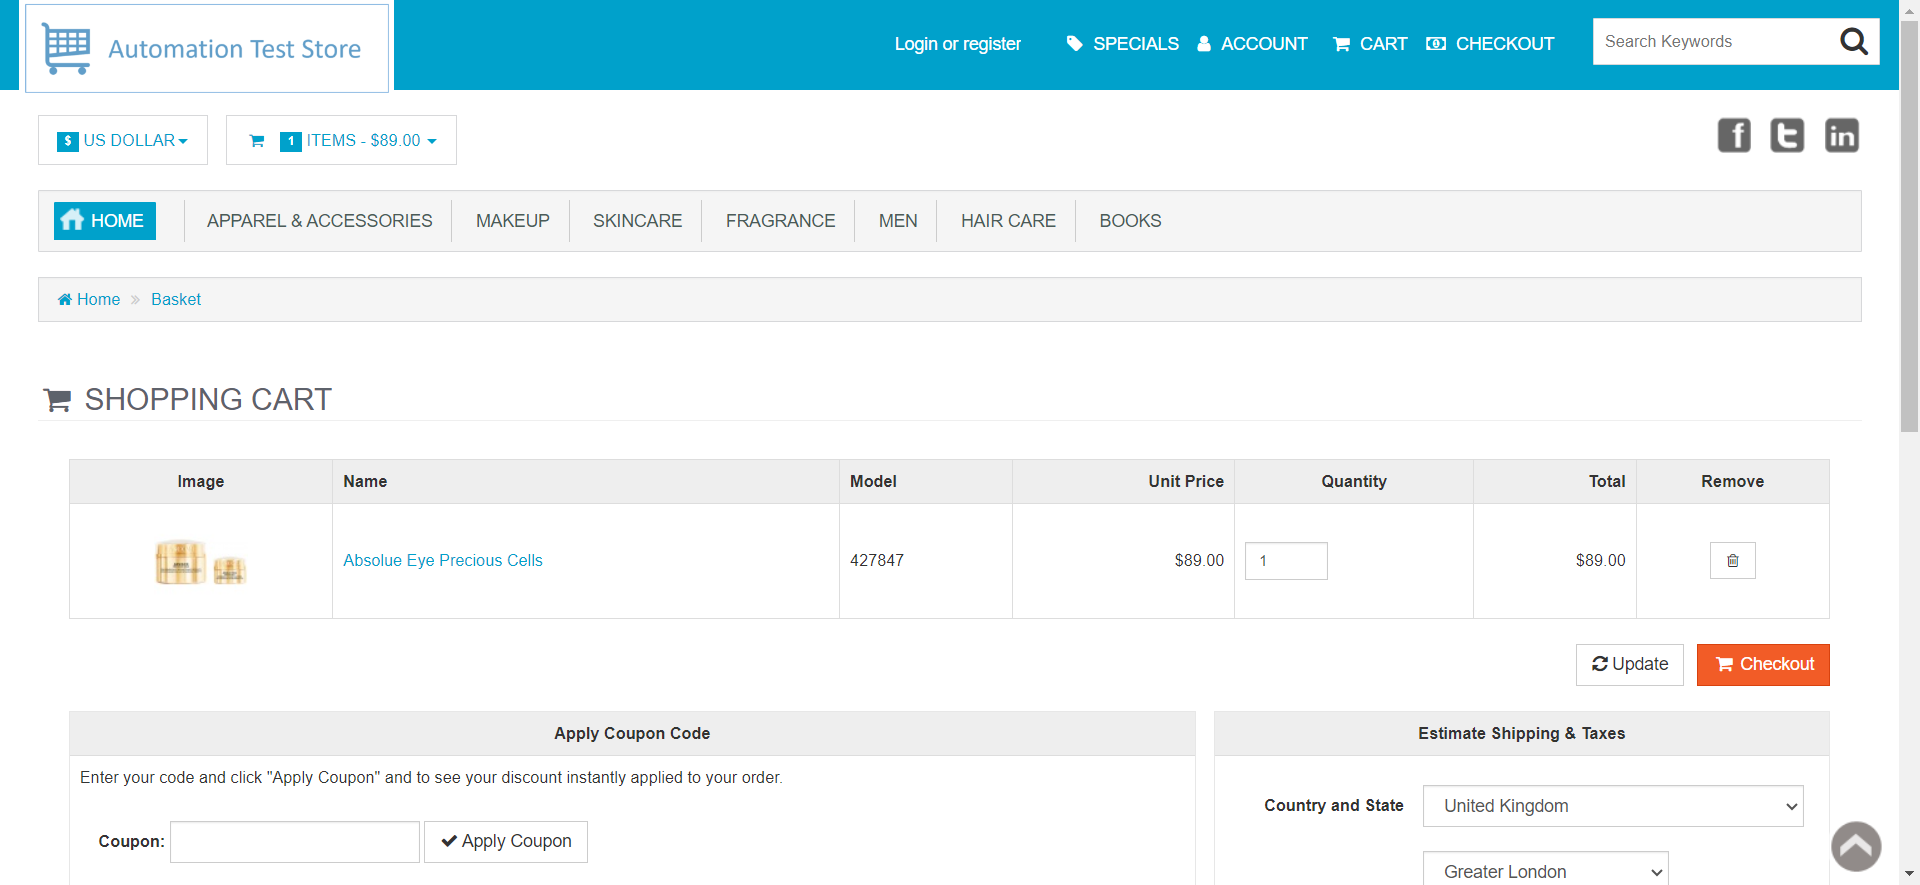 Automation Test Store
Login or register
SPECIALS
ACCOUNT
CART
CHECKOUT
Search Keywords
$ US DOLLAR
1 ITEMS - $89.00
f
t
in
HOME
APPAREL & ACCESSORIES
MAKEUP
SKINCARE
FRAGRANCE
MEN
HAIR CARE
BOOKS
Home » Basket
SHOPPING CART
Image Name Model Unit Price Quantity Total Remove
Absolue Eye Precious Cells 427847 $89.00 1 $89.00
Update
Checkout
Apply Coupon Code
Enter your code and click "Apply Coupon" and to see your discount instantly applied to your order.
Coupon:
Apply Coupon
Estimate Shipping & Taxes
Country and State
United Kingdom
Greater London